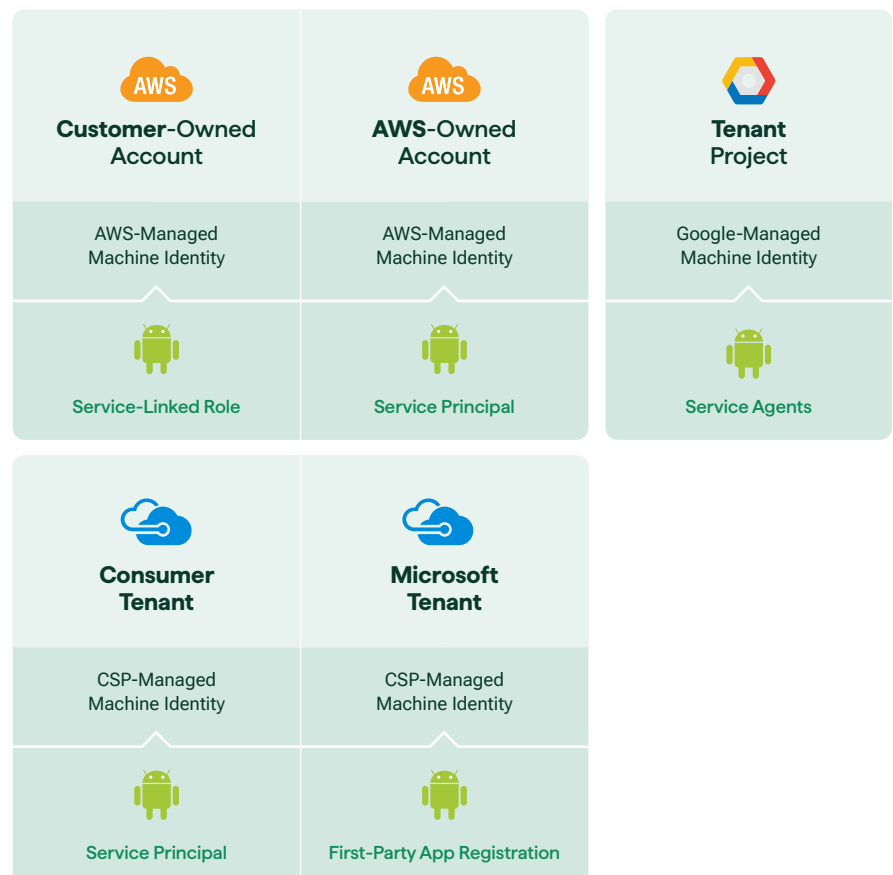 AWS
Customer-Owned
Account
AWS-Managed
Machine Identity
Service-Linked Role
AWS
AWS-Owned
Account
AWS-Managed
Machine Identity
Service Principal
Tenant
Project
Google-Managed
Machine Identity
Service Agents
Consumer
Tenant
CSP-Managed
Machine Identity
Service Principal
Microsoft
Tenant
CSP-Managed
Machine Identity
First-Party App Registration